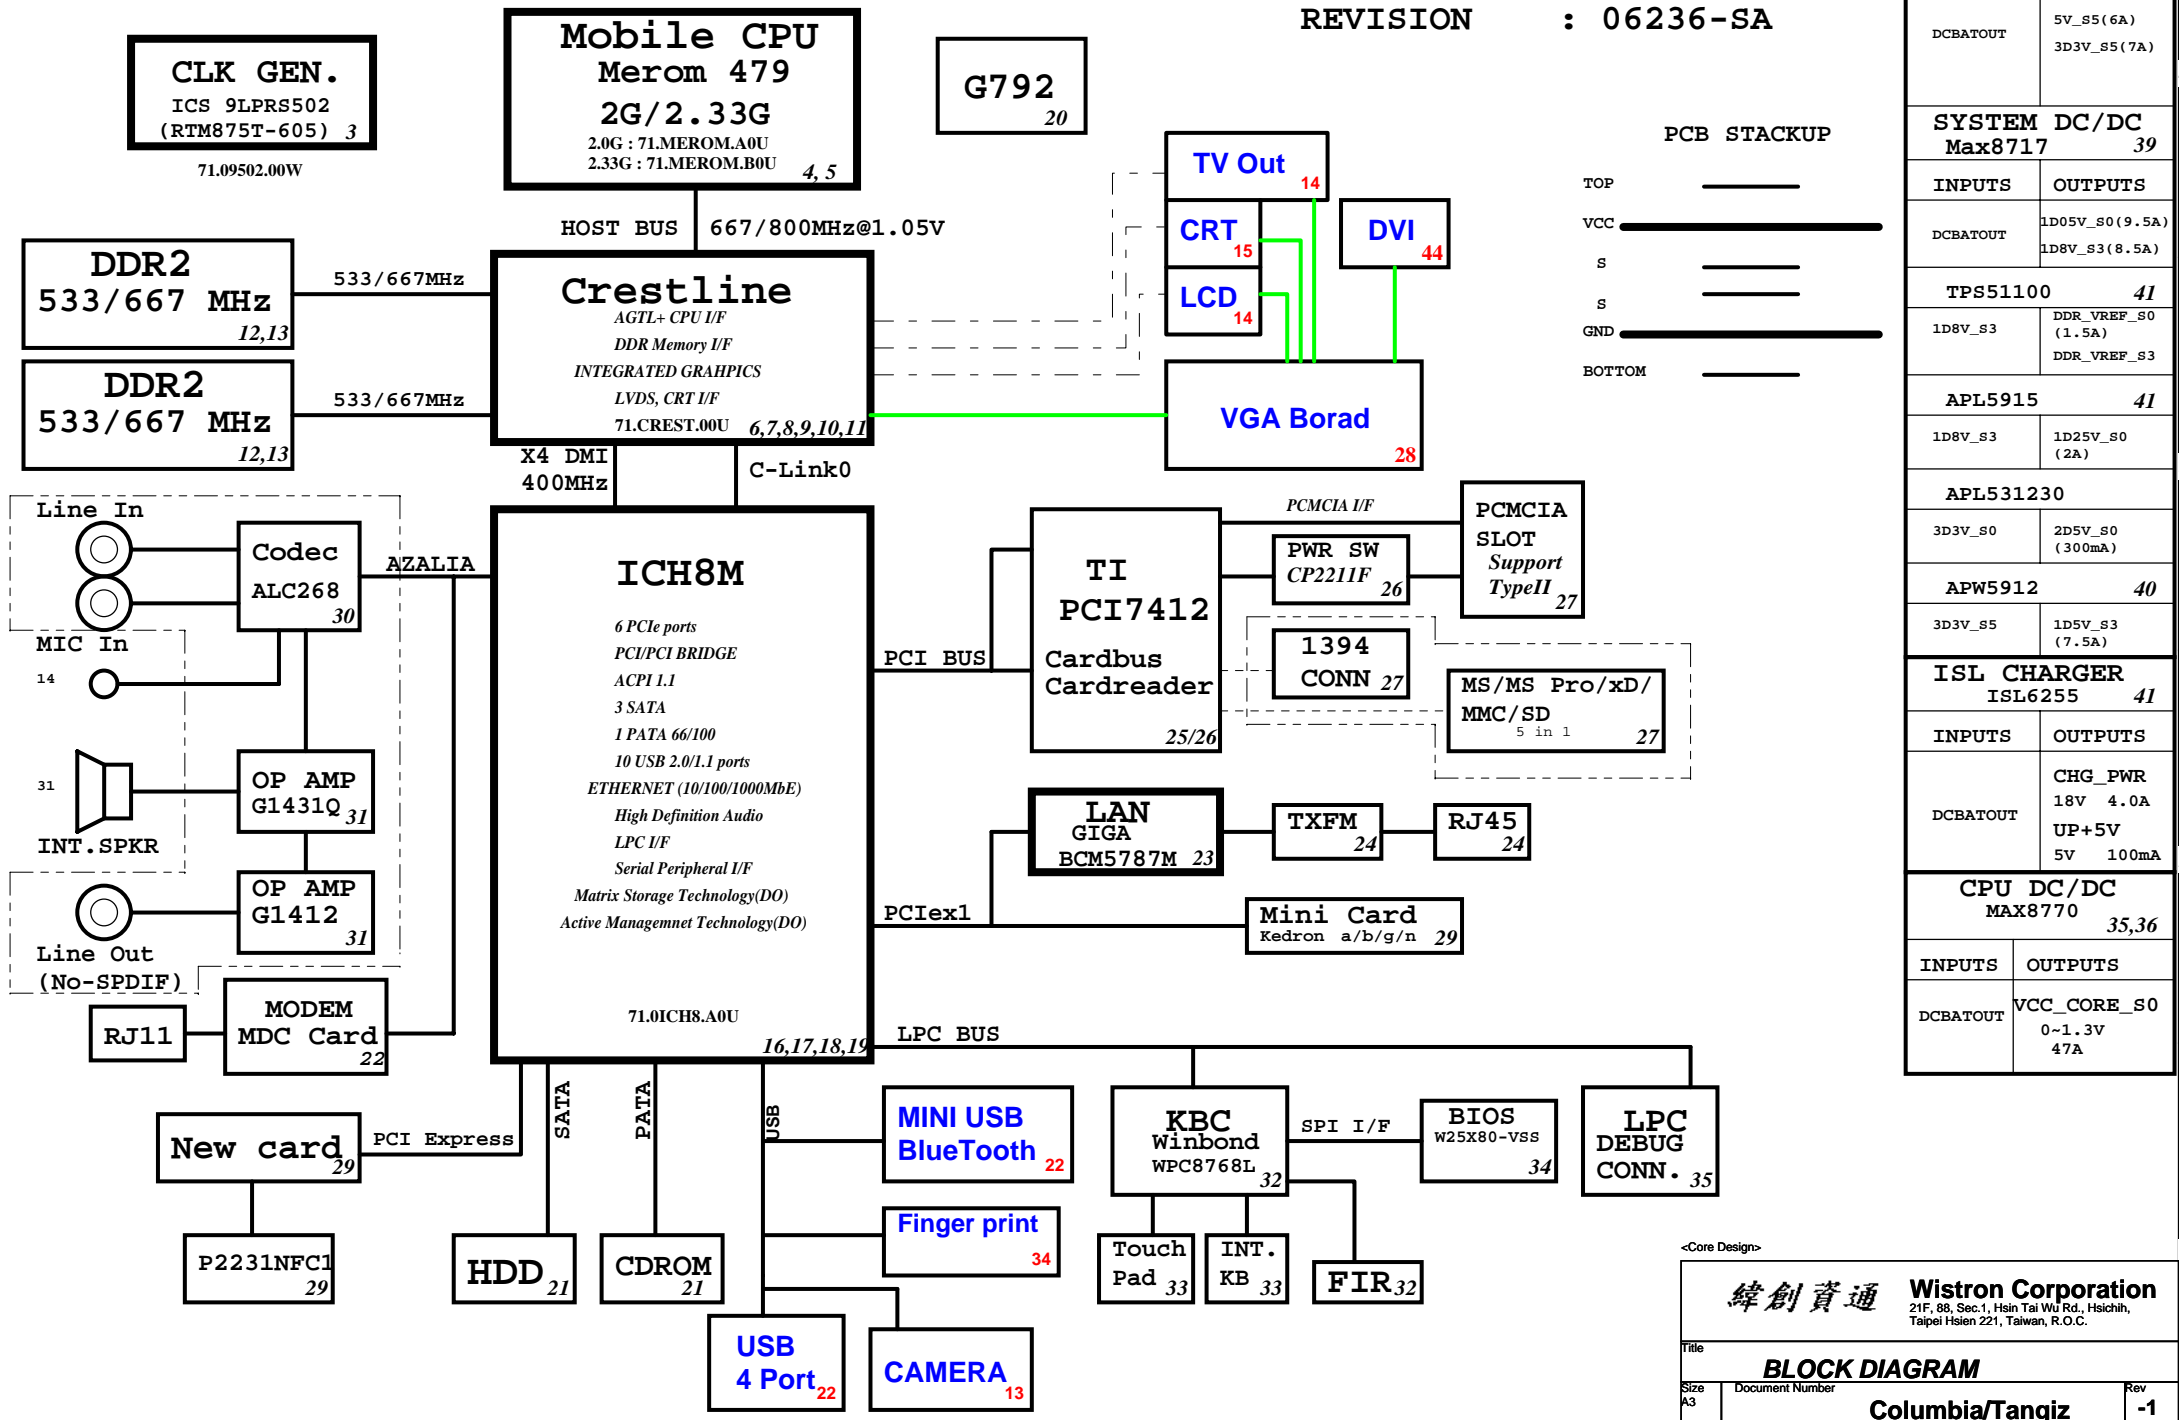 REVISION : 06236-SA
CLK GEN.
ICS 9LPRS502
(RTM875T-605) 3
71.09502.00W
Mobile CPU
Merom 479
2G/2.33G
2.0G : 71.MEROM.A0U
2.33G : 71.MEROM.B0U
4, 5
G792
20
HOST BUS 667/800MHz@1.05V
DDR2
533/667 MHz
12,13
533/667MHz
DDR2
533/667 MHz
12,13
533/667MHz
Crestline
AGTL+ CPU I/F
DDR Memory I/F
INTEGRATED GRAHPICS
LVDS, CRT I/F
71.CREST.00U 6,7,8,9,10,11
TV Out
14
CRT
15
LCD
14
DVI
44
VGA Borad
28
PCB STACKUP
TOP
VCC
S
S
GND
BOTTOM
X4 DMI
400MHz
C-Link0
Line In
Codec
ALC268
30
AZALIA
MIC In
14
31
INT.SPKR
OP AMP
G1431Q 31
OP AMP
G1412
31
Line Out
(No-SPDIF)
RJ11
MODEM
MDC Card
22
ICH8M
6 PCIe ports
PCI/PCI BRIDGE
ACPI 1.1
3 SATA
1 PATA 66/100
10 USB 2.0/1.1 ports
ETHERNET (10/100/1000MbE)
High Definition Audio
LPC I/F
Serial Peripheral I/F
Matrix Storage Technology(DO)
Active Managemnet Technology(DO)
71.0ICH8.A0U
16,17,18,19
PCI BUS
TI
PCI7412
Cardbus
Cardreader
25/26
PCMCIA I/F
PWR SW
CP2211F
26
PCMCIA
SLOT
Support
TypeII
27
1394
CONN 27
MS/MS Pro/xD/
MMC/SD
5 in 1
27
LAN
GIGA
BCM5787M 23
TXFM
24
RJ45
24
PCIex1
Mini Card
Kedron a/b/g/n 29
LPC BUS
KBC
Winbond
WPC8768L
32
SPI I/F
BIOS
W25X80-VSS
34
LPC
DEBUG
CONN.
35
Touch
Pad 33
INT.
KB 33
FIR 32
New card
29
PCI Express
P2231NFC1
29
SATA
PATA
USB
HDD 21
CDROM
21
MINI USB
BlueTooth 22
Finger print
34
USB
4 Port 22
CAMERA
13
DCBATOUT
5V_S5(6A)
3D3V_S5(7A)
SYSTEM DC/DC
Max8717 39
INPUTS OUTPUTS
DCBATOUT
1D05V_S0(9.5A)
1D8V_S3(8.5A)
TPS51100 41
1D8V_S3
DDR_VREF_S0
(1.5A)
DDR_VREF_S3
APL5915 41
1D8V_S3
1D25V_S0
(2A)
APL531230
3D3V_S0
2D5V_S0
(300mA)
APW5912 40
3D3V_S5
1D5V_S3
(7.5A)
ISL CHARGER
ISL6255 41
INPUTS OUTPUTS
DCBATOUT
CHG_PWR
18V 4.0A
UP+5V
5V 100mA
CPU DC/DC
MAX8770
35,36
INPUTS OUTPUTS
DCBATOUT
VCC_CORE_S0
0~1.3V
47A
<Core Design>
緯創資通 Wistron Corporation
21F, 88, Sec.1, Hsin Tai Wu Rd., Hsichih,
Taipei Hsien 221, Taiwan, R.O.C.
Title
BLOCK DIAGRAM
Size
A3
Document Number
Columbia/Tangiz
Rev
-1